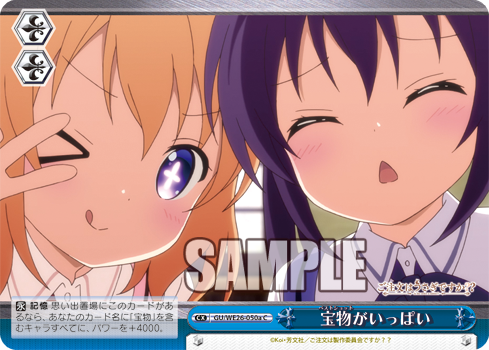 SAMPLE
ご注文はうさぎですか??
永 記憶 思い出置場にこのカードがあ
るなら、あなたのカード名に「宝物」を含
むキャラすべてに、パワーを+4000。
CX GU/WE26-050a C
宝物がいっぱい
©Koi・芳文社/ご注文は製作委員会ですか??